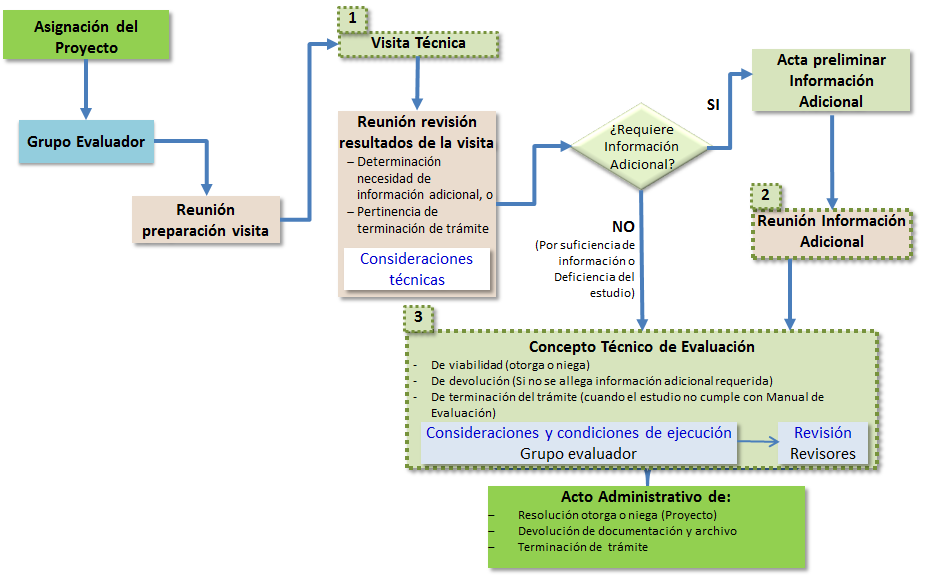 Asignación del
Proyecto
Grupo Evaluador
Reunión
preparación visita
1
Visita Técnica
Reunión revisión
resultados de la visita
– Determinación
necesidad de
información adicional, o
– Pertinencia de
terminación de trámite
Consideraciones
técnicas
¿Requiere
Información
Adicional?
SI
Acta preliminar
Información
Adicional
2
Reunión Información
Adicional
NO
(Por suficiencia de
información o
Deficiencia del
estudio)
3
Concepto Técnico de Evaluación
- De viabilidad (otorga o niega)
- De devolución (Si no se allega información adicional requerida)
- De terminación del trámite (cuando el estudio no cumple con Manual de
Evaluación)
Consideraciones y condiciones de ejecución
Grupo evaluador
Revisión
Revisores
Acto Administrativo de:
– Resolución otorga o niega (Proyecto)
– Devolución de documentación y archivo
– Terminación de trámite